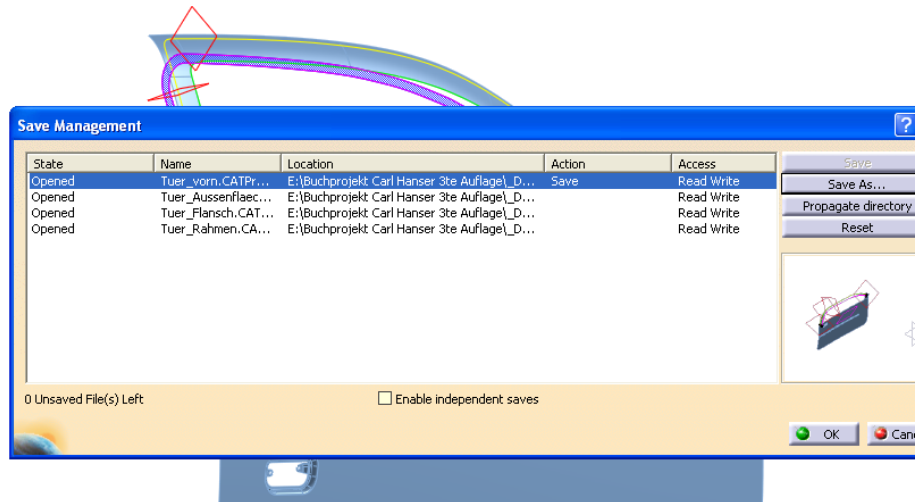 Save Management
?
State Name Location Action Access
Opened Tuer_vorn.CATPr... E:\Buchprojekt Carl Hanser 3te Auflage\_D... Save Read Write
Opened Tuer_Aussenflaec... E:\Buchprojekt Carl Hanser 3te Auflage\_D... Read Write
Opened Tuer_Flansch.CAT... E:\Buchprojekt Carl Hanser 3te Auflage\_D... Read Write
Opened Tuer_Rahmen.CA... E:\Buchprojekt Carl Hanser 3te Auflage\_D... Read Write
Save
Save As...
Propagate directory
Reset
0 Unsaved File(s) Left
Enable independent saves
OK
Canc